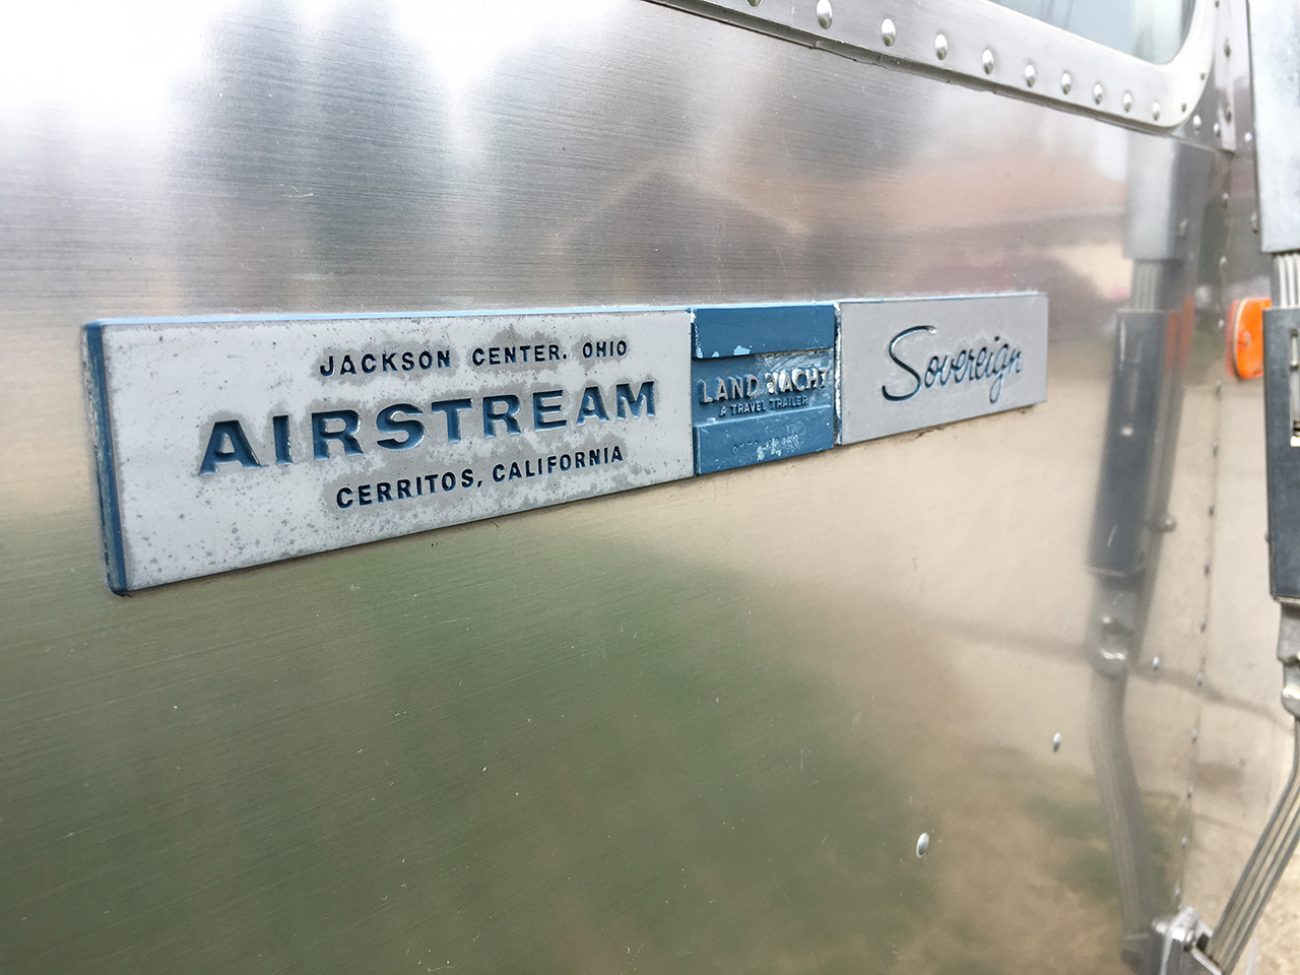 JACKSON CENTER, OHIO
AIRSTREAM
CERRITOS, CALIFORNIA
LAND YACHT
A TRAVEL TRAILER
Sovereign